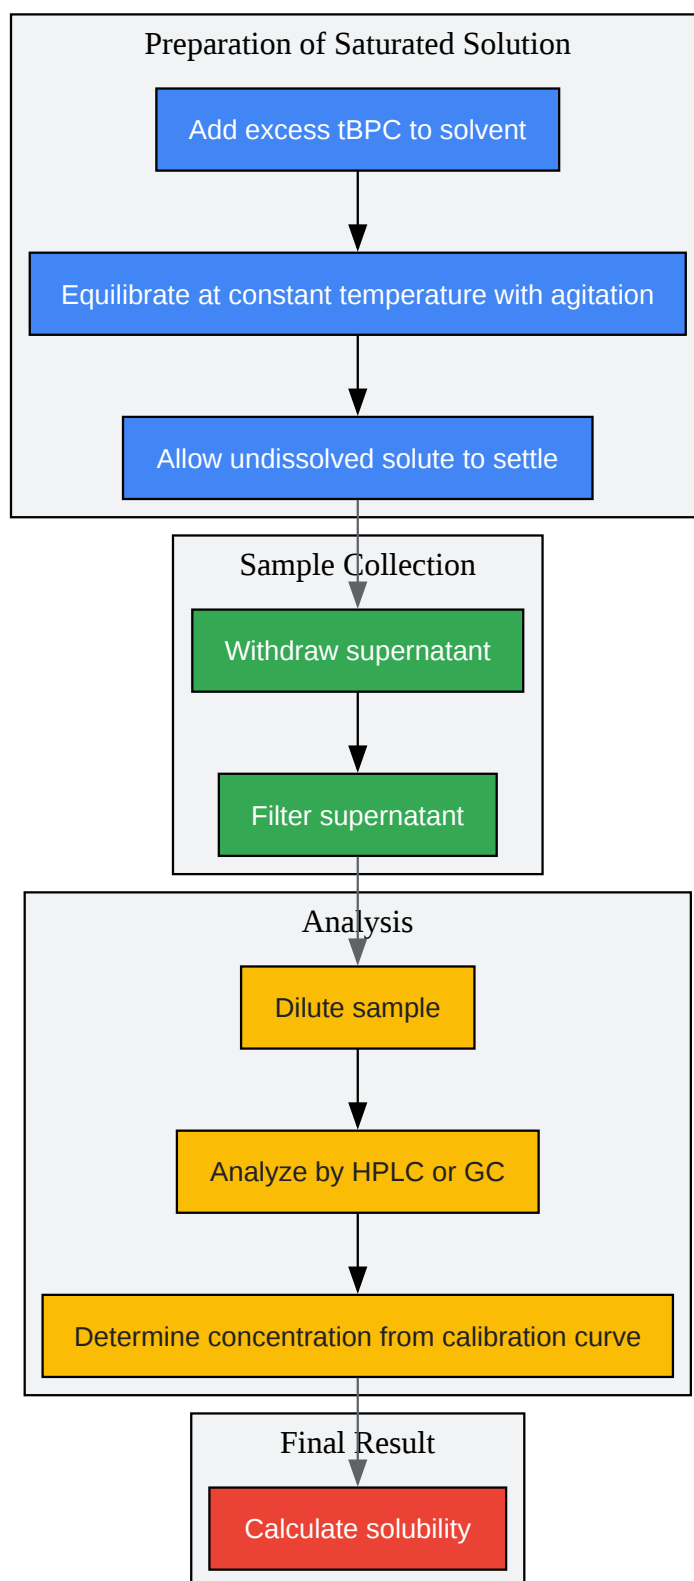 Preparation of Saturated Solution
Add excess tBPC to solvent
Equilibrate at constant temperature with agitation
Allow undissolved solute to settle
Sample Collection
Withdraw supernatant
Filter supernatant
Analysis
Dilute sample
Analyze by HPLC or GC
Determine concentration from calibration curve
Final Result
Calculate solubility